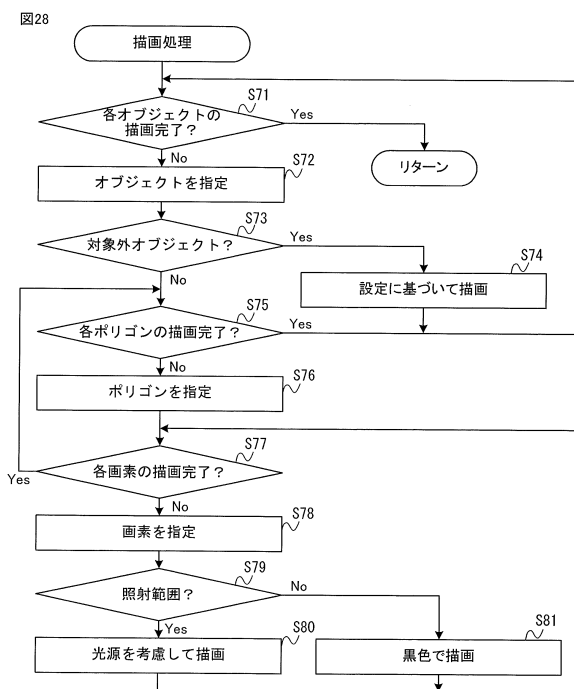 図28
描画処理
S71
各オブジェクトの
描画完了？
Yes
No
リターン
S72
オブジェクトを指定
S73
対象外オブジェクト？
Yes
No
S74
設定に基づいて描画
S75
各ポリゴンの描画完了？
Yes
No
S76
ポリゴンを指定
S77
各画素の描画完了？
Yes
No
S78
画素を指定
S79
照射範囲？
No
Yes
S80
光源を考慮して描画
S81
黒色で描画